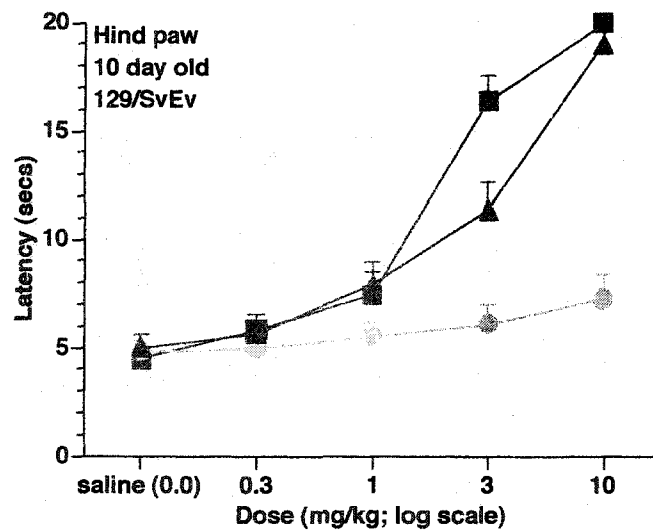 20
Hind paw
10 day old
129/SvEv
15
10
5
0
Latency (secs)
saline (0.0) 0.3 1 3 10
Dose (mg/kg; log scale)